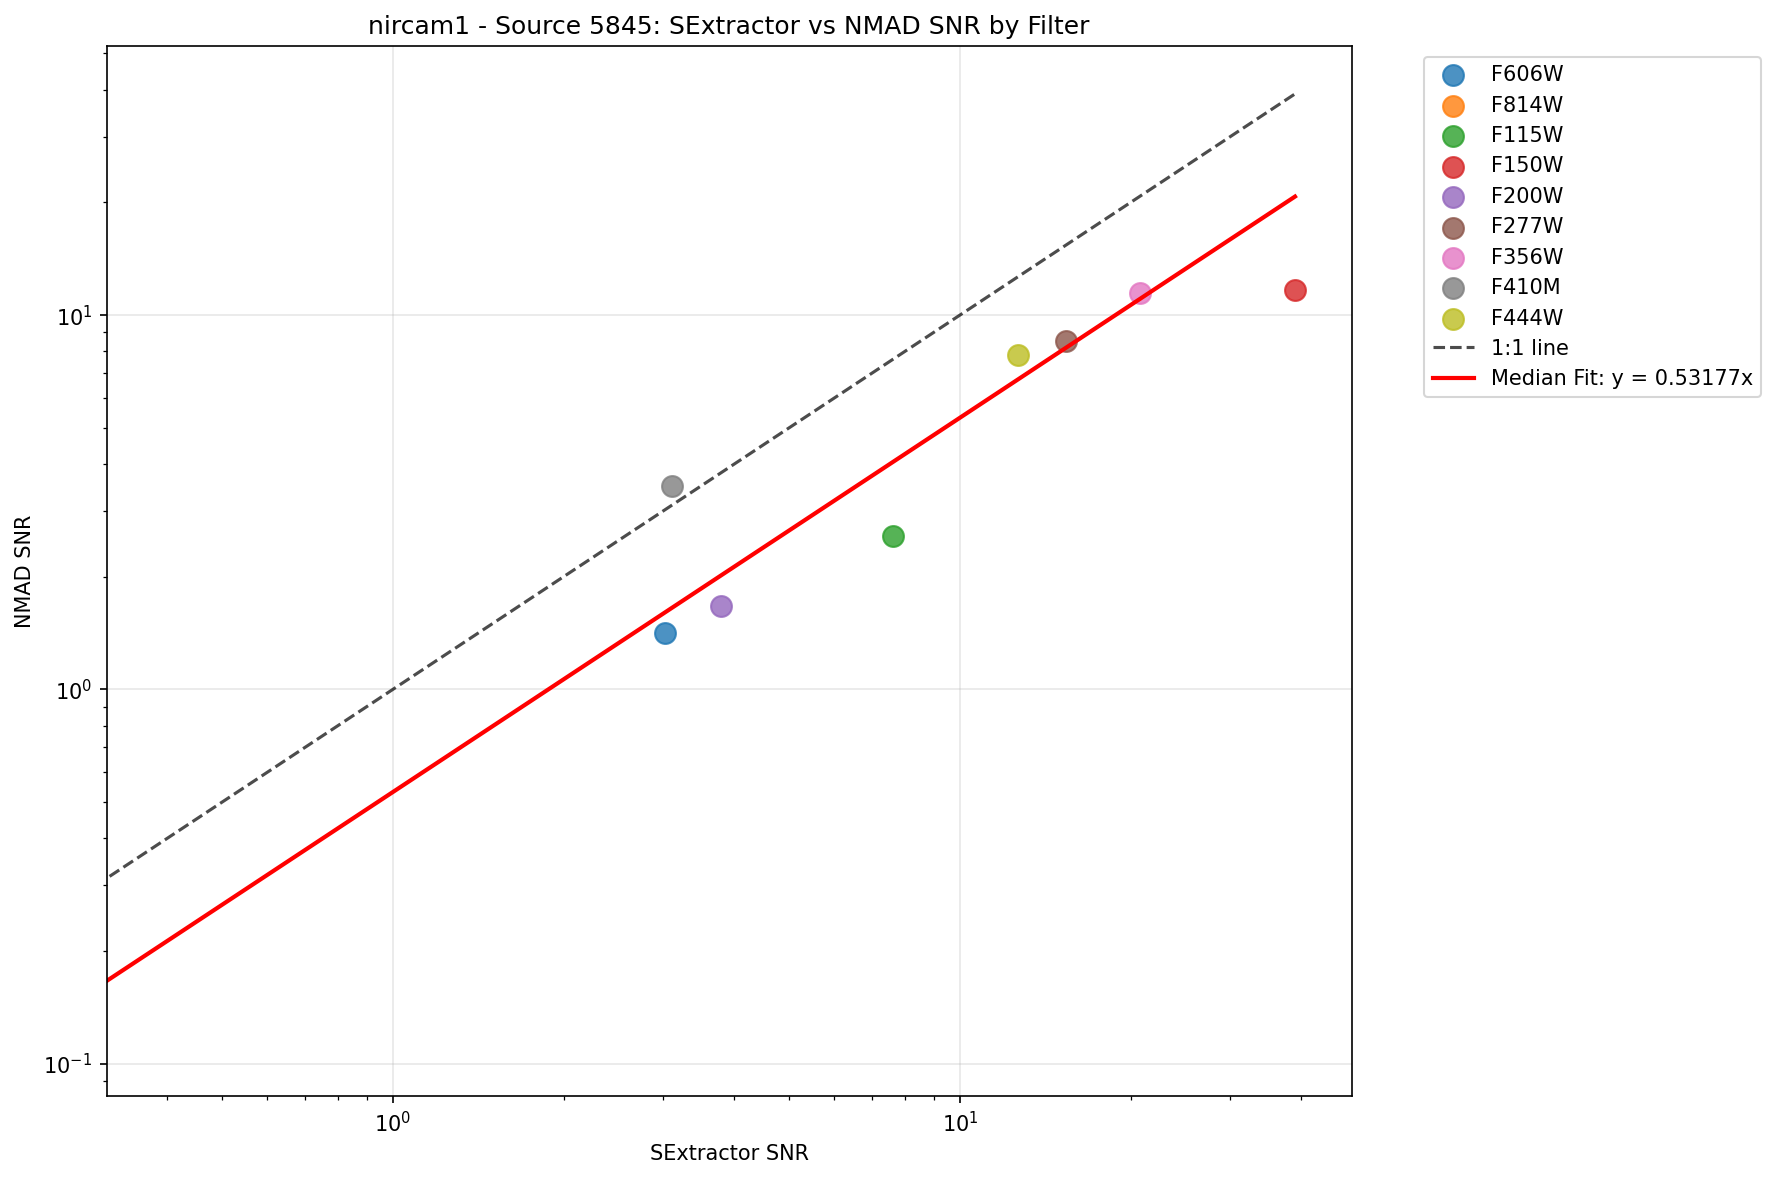 nircam1 - Source 5845: SExtractor vs NMAD SNR by Filter
F606W
F814W
F115W
F150W
F200W
F277W
F356W
F410M
F444W
1:1 line
Median Fit: y = 0.53177x
NMAD SNR
10¹
10⁰
10⁻¹
10⁰
10¹
SExtractor SNR